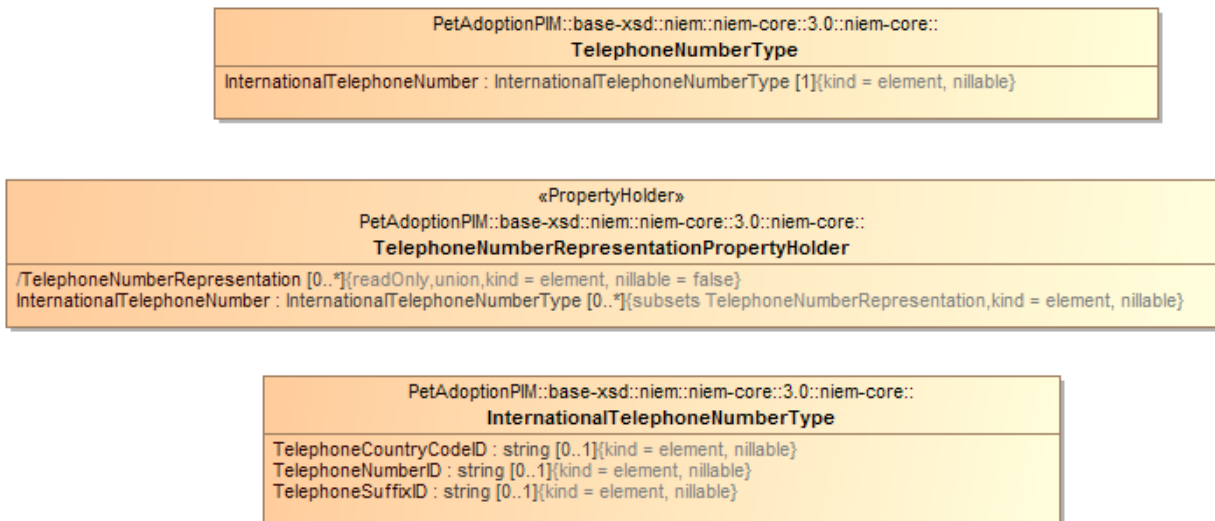 PetAdoptionPIM::base-xsd::niem::niem-core::3.0::niem-core::
TelephoneNumberType
InternationalTelephoneNumber : InternationalTelephoneNumberType [1]{kind = element, nillable}
«PropertyHolder»
PetAdoptionPIM::base-xsd::niem::niem-core::3.0::niem-core::
TelephoneNumberRepresentationPropertyHolder
/TelephoneNumberRepresentation [0..*]{readOnly,union,kind = element, nillable = false}
InternationalTelephoneNumber : InternationalTelephoneNumberType [0..*]{subsets TelephoneNumberRepresentation,kind = element, nillable}
PetAdoptionPIM::base-xsd::niem::niem-core::3.0::niem-core::
InternationalTelephoneNumberType
TelephoneCountryCodeID : string [0..1]{kind = element, nillable}
TelephoneNumberID : string [0..1]{kind = element, nillable}
TelephoneSuffixID : string [0..1]{kind = element, nillable}